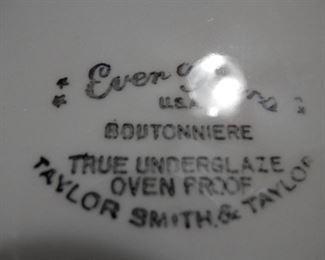 Ever
U.S.A.
BOUTONNIERE
TRUE UNDERGLAZE
OVEN PROOF
TAYLOR SMITH & TAYLOR